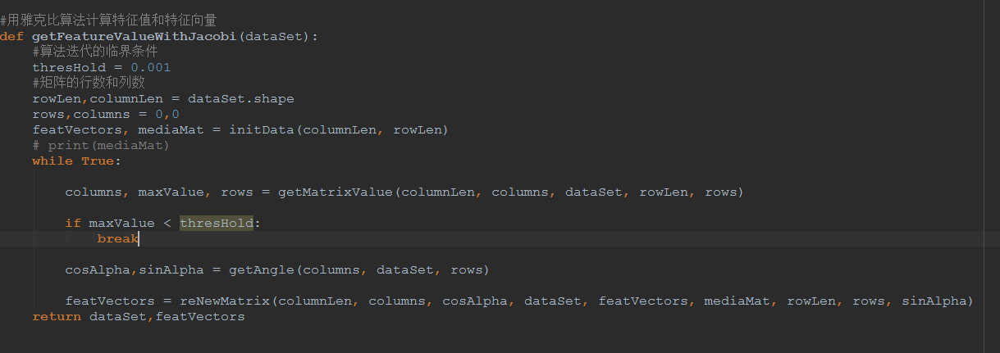 #用雅克比算法计算特征值和特征向量
def getFeatureValueWithJacobi(dataSet):
    #算法迭代的临界条件
    thresHold = 0.001
    #矩阵的行数和列数
    rowLen,columnLen = dataSet.shape
    rows,columns = 0,0
    featVectors, mediaMat = initData(columnLen, rowLen)
    # print(mediaMat)
    while True:
        columns, maxValue, rows = getMatrixValue(columnLen, columns, dataSet, rowLen, rows)
        if maxValue < thresHold:
            break
        cosAlpha,sinAlpha = getAngle(columns, dataSet, rows)
        featVectors = reNewMatrix(columnLen, columns, cosAlpha, dataSet, featVectors, mediaMat, rowLen, rows, sinAlpha)
    return dataSet,featVectors